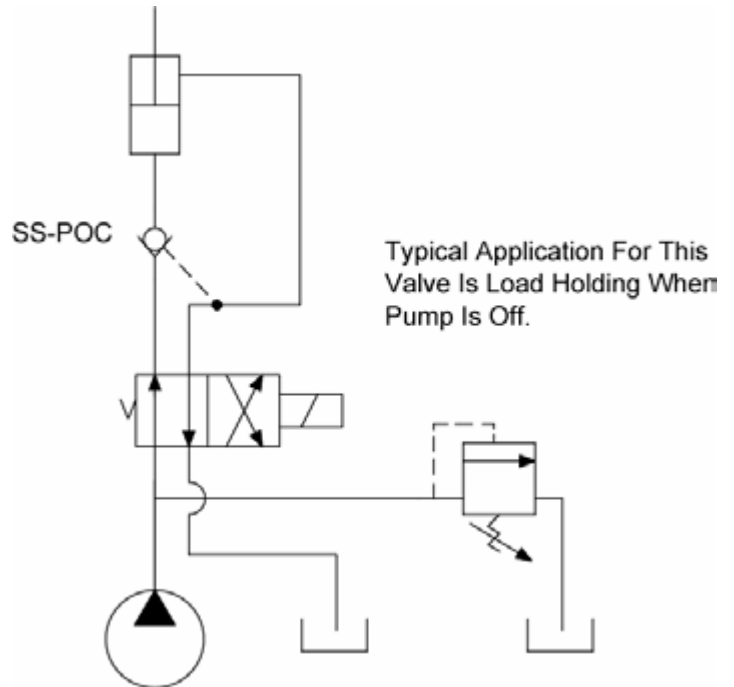 SS-POC
Typical Application For This
Valve Is Load Holding When
Pump Is Off.